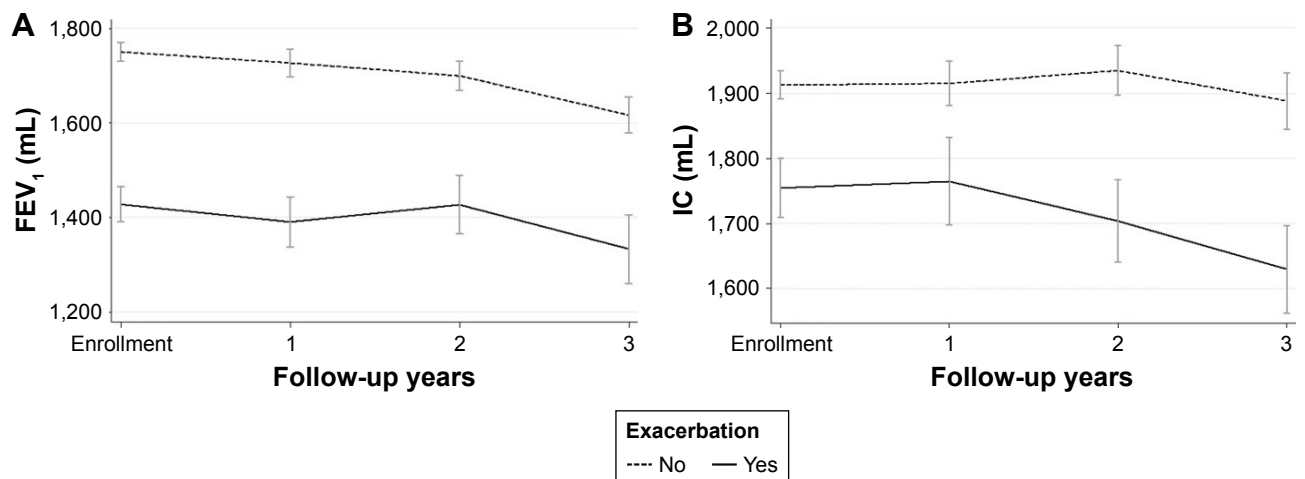 A
1,800
1,600
1,400
1,200
FEV₁ (mL)
Enrollment 1 2 3
Follow-up years
B
2,000
1,900
1,800
1,700
1,600
IC (mL)
Enrollment 1 2 3
Follow-up years
Exacerbation
No Yes